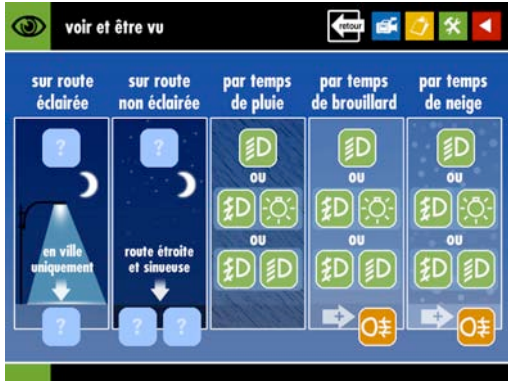 voir et être vu
retour
sur route
éclairée
sur route
non éclairée
par temps
de pluie
par temps
de brouillard
par temps
de neige
?
?
ou
ou
ou
ou
ou
ou
en ville
uniquement
route étroite
et sinueuse
+
+
?
?
?